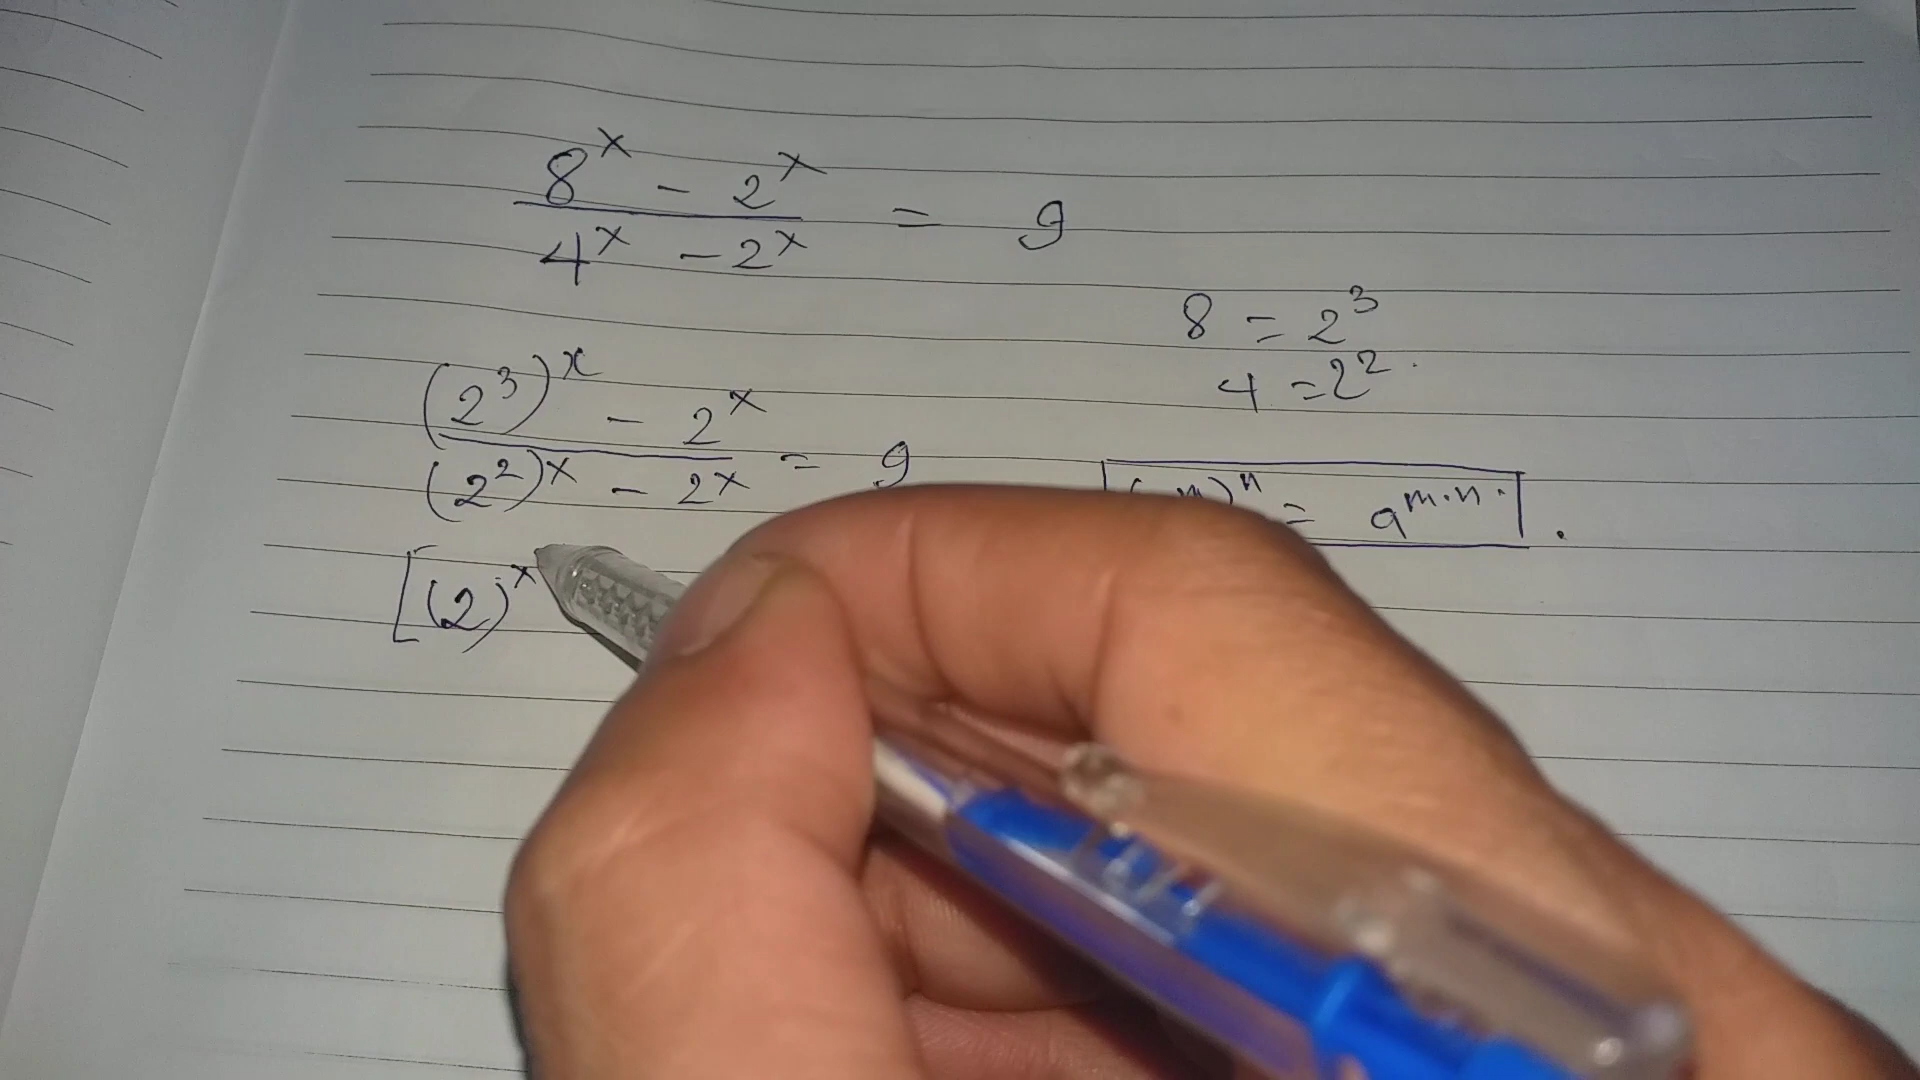 8^x - 2^x
4^x - 2^x = 9
8 = 2^3
4 = 2^2.
(2^3)^x - 2^x
(2^2)^x - 2^x = 9
m)^n = a^m.n.
[(2)^x